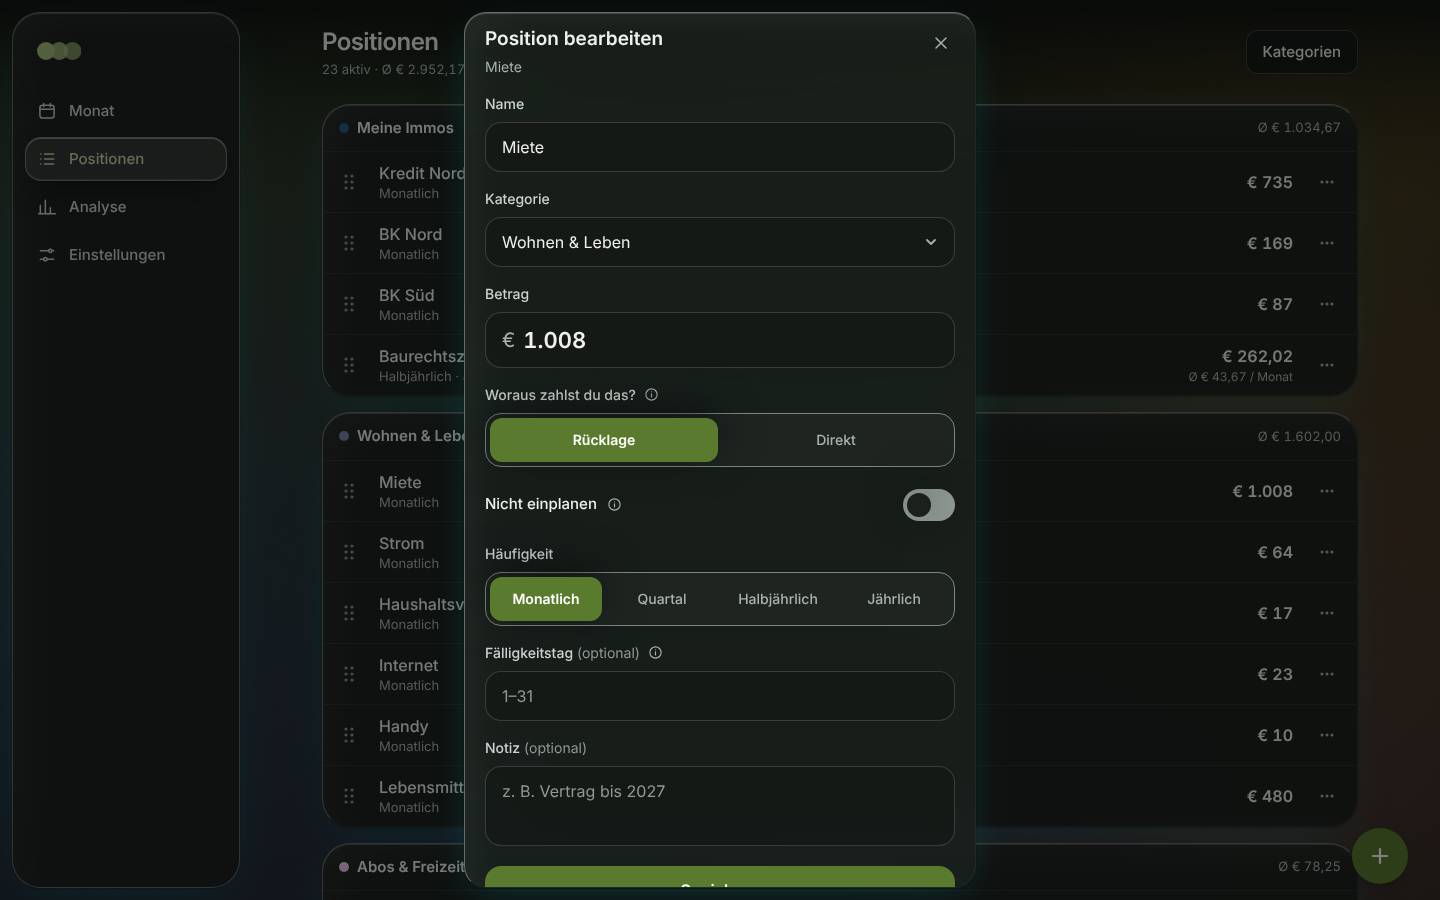 Monat
Positionen
Analyse
Einstellungen
Positionen
23 aktiv · Ø € 2.952,17
Kategorien
Meine Immos
Ø € 1.034,67
Kredit Nord
Monatlich
€ 735
BK Nord
Monatlich
€ 169
BK Süd
Monatlich
€ 87
Halbjährlich ·
€ 262,02
Ø € 43,67 / Monat
Wohnen &
Ø € 1.602,00
Miete
Monatlich
€ 1.008
Strom
Monatlich
€ 64
Monatlich
€ 17
Internet
Monatlich
€ 23
Handy
Monatlich
€ 10
Monatlich
€ 480
Abos & Freizeit
Ø € 78,25
Position bearbeiten
Miete
Name
Miete
Kategorie
Wohnen & Leben
Betrag
€ 1.008
Woraus zahlst du das?
Rücklage
Direkt
Nicht einplanen
Häufigkeit
Monatlich
Quartal
Halbjährlich
Jährlich
Fälligkeitstag (optional)
1–31
Notiz (optional)
z. B. Vertrag bis 2027